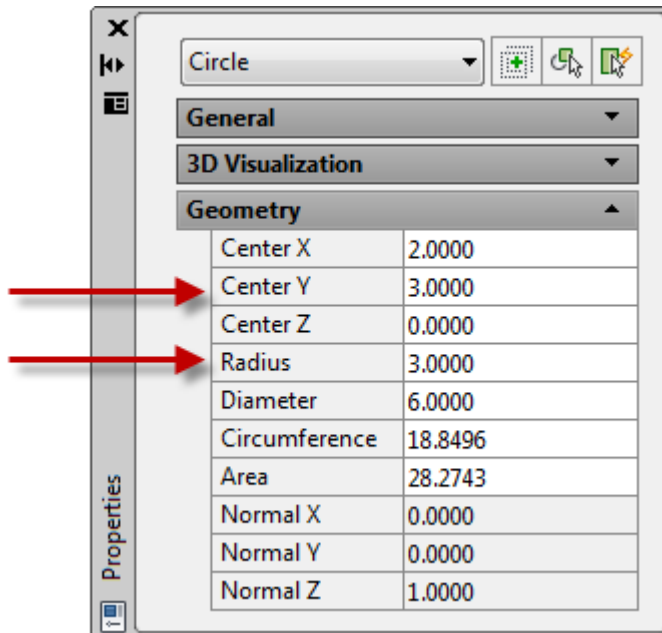 Circle
General
3D Visualization
Geometry
Center X 2.0000
Center Y 3.0000
Center Z 0.0000
Radius 3.0000
Diameter 6.0000
Circumference 18.8496
Area 28.2743
Normal X 0.0000
Normal Y 0.0000
Normal Z 1.0000
Properties